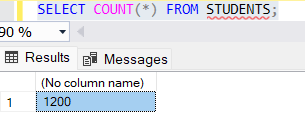 SELECT COUNT(*) FROM STUDENTS;
90 %
Results Messages
(No column name)
1 1200